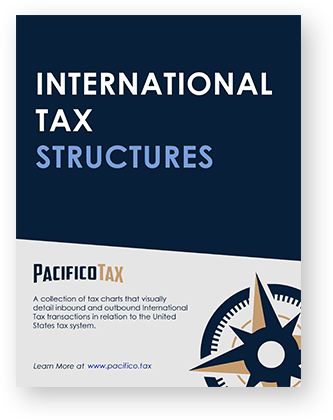 INTERNATIONAL
TAX
STRUCTURES
PACIFICOTAX
A collection of tax charts that visually
detail inbound and outbound International
Tax transactions in relation to the United
States tax system.
Learn More at www.pacifico.tax